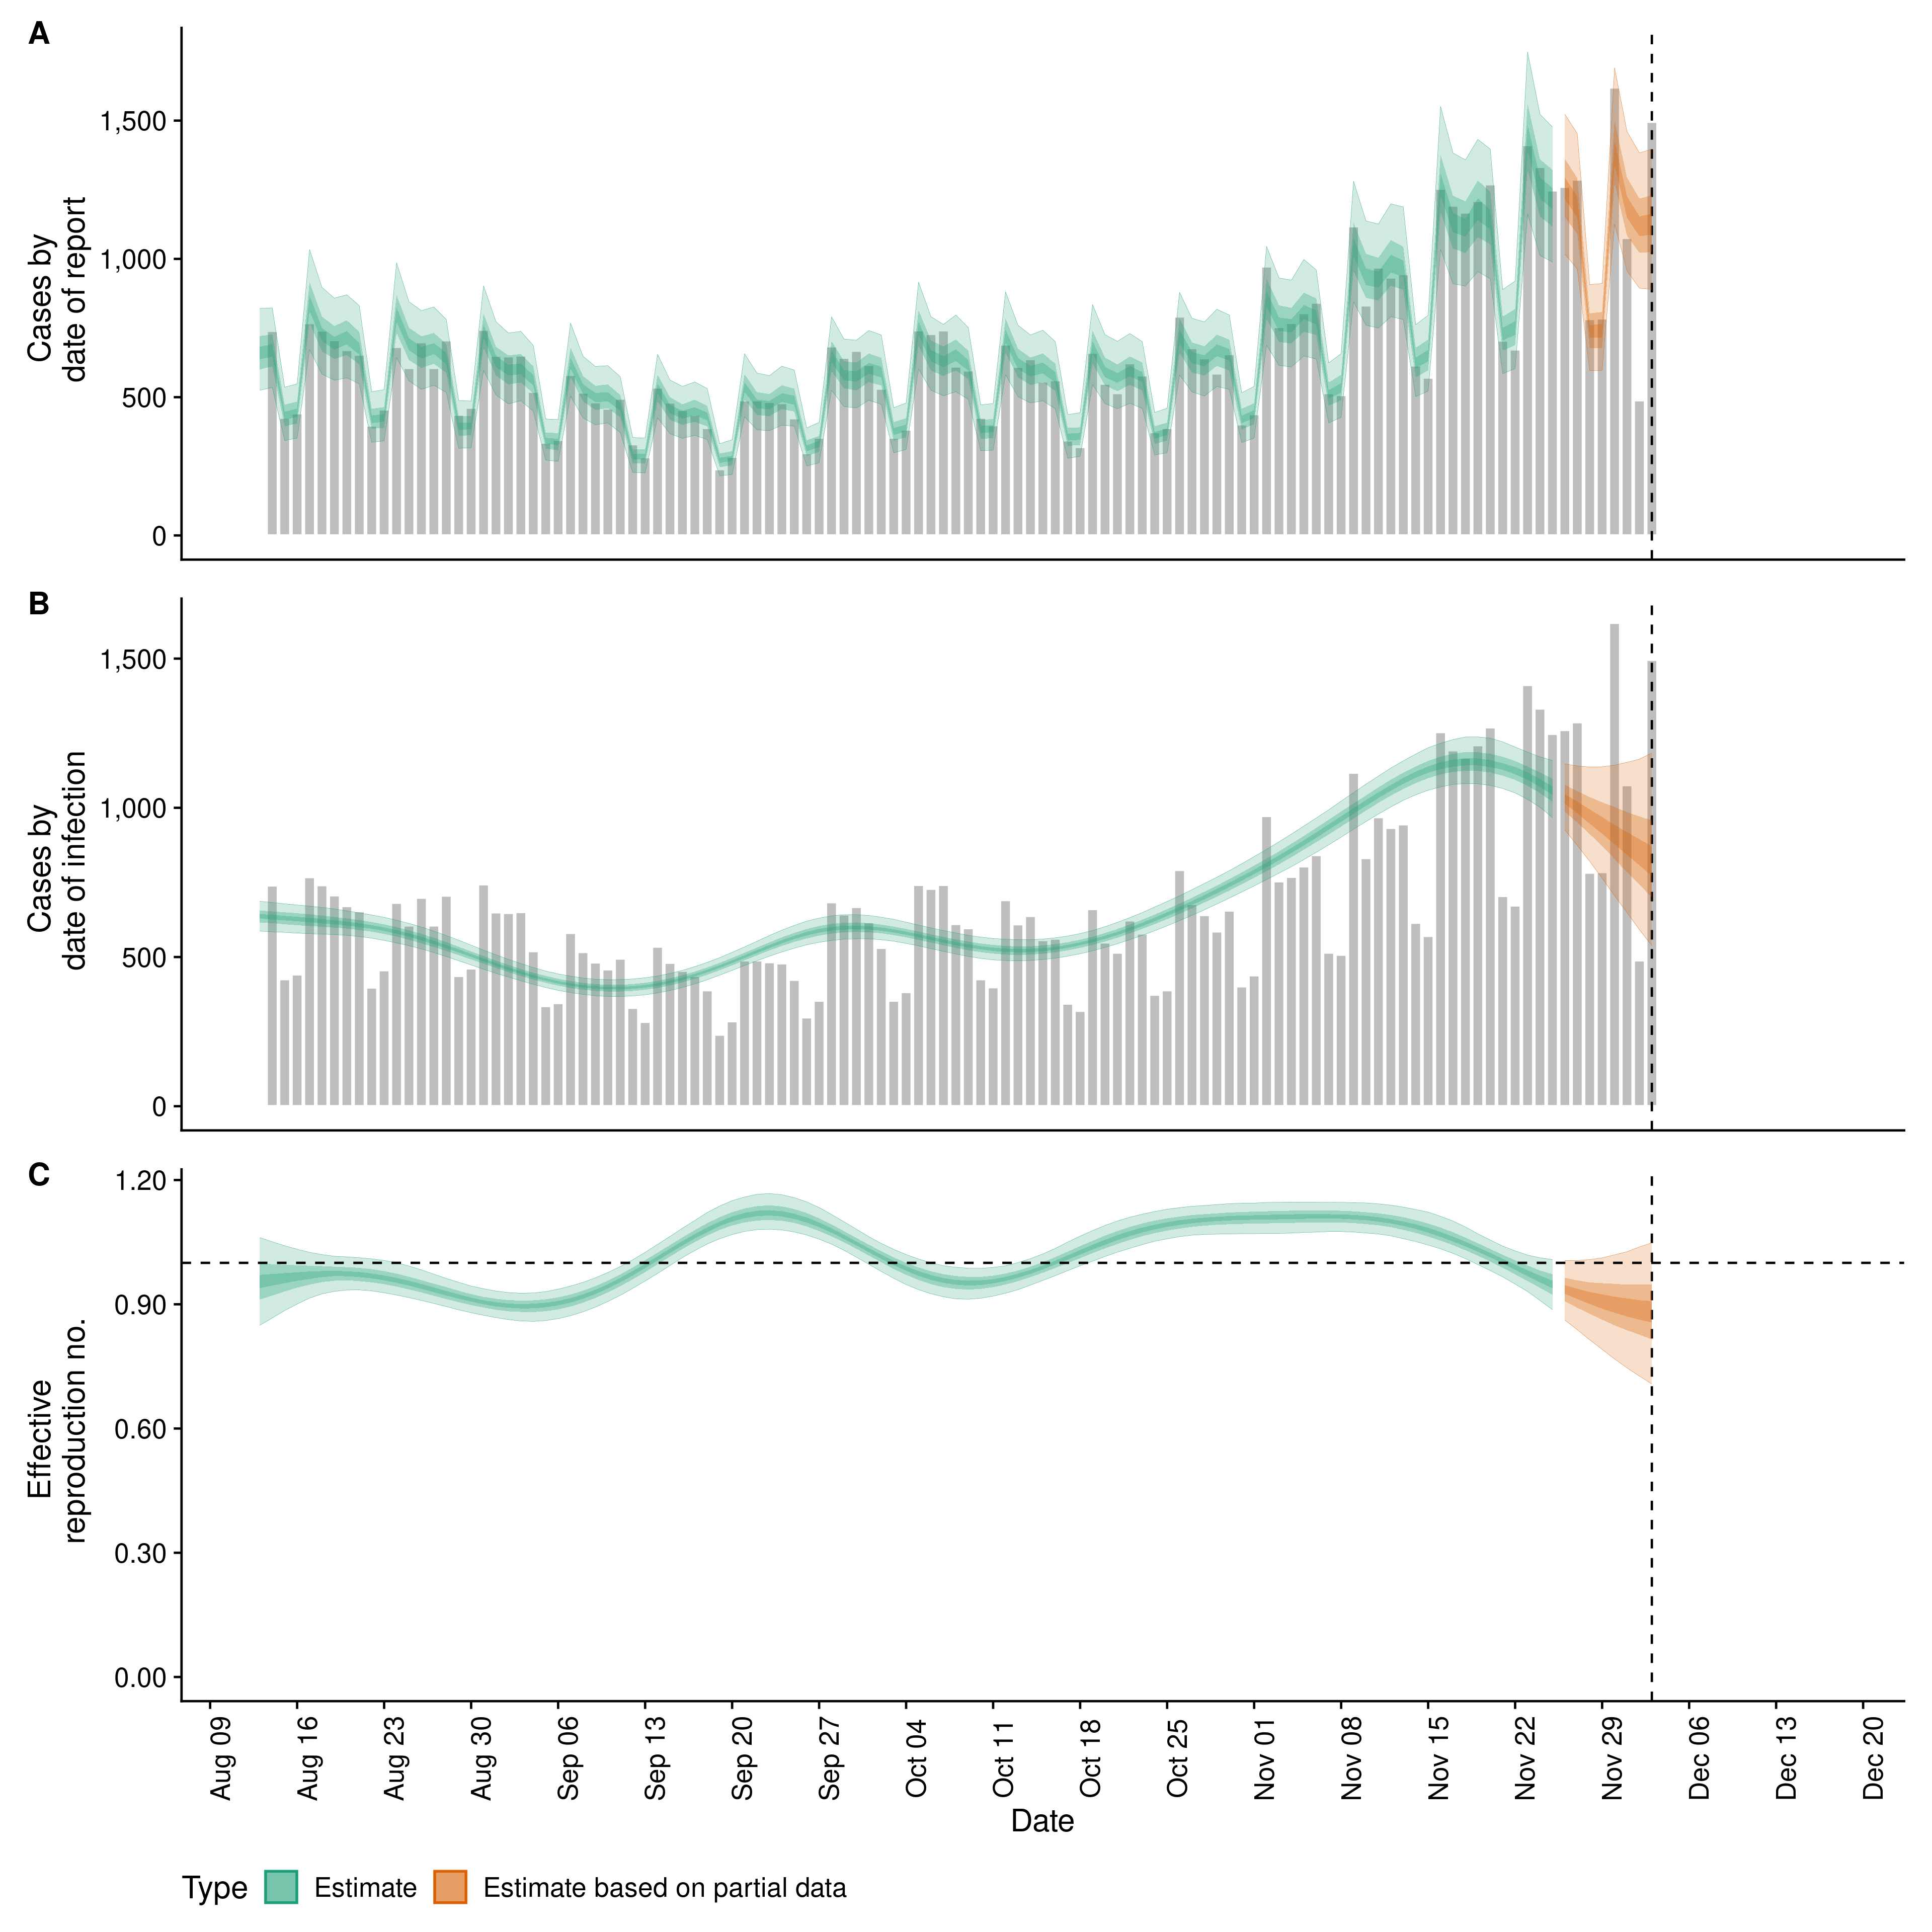 A
Cases by
date of report
1,500
1,000
500
0
B
Cases by
date of infection
1,500
1,000
500
0
C
Effective
reproduction no.
1.20
0.90
0.60
0.30
0.00
Aug 09
Aug 16
Aug 23
Aug 30
Sep 06
Sep 13
Sep 20
Sep 27
Oct 04
Oct 11
Oct 18
Oct 25
Nov 01
Nov 08
Nov 15
Nov 22
Nov 29
Dec 06
Dec 13
Dec 20
Date
Type Estimate Estimate based on partial data